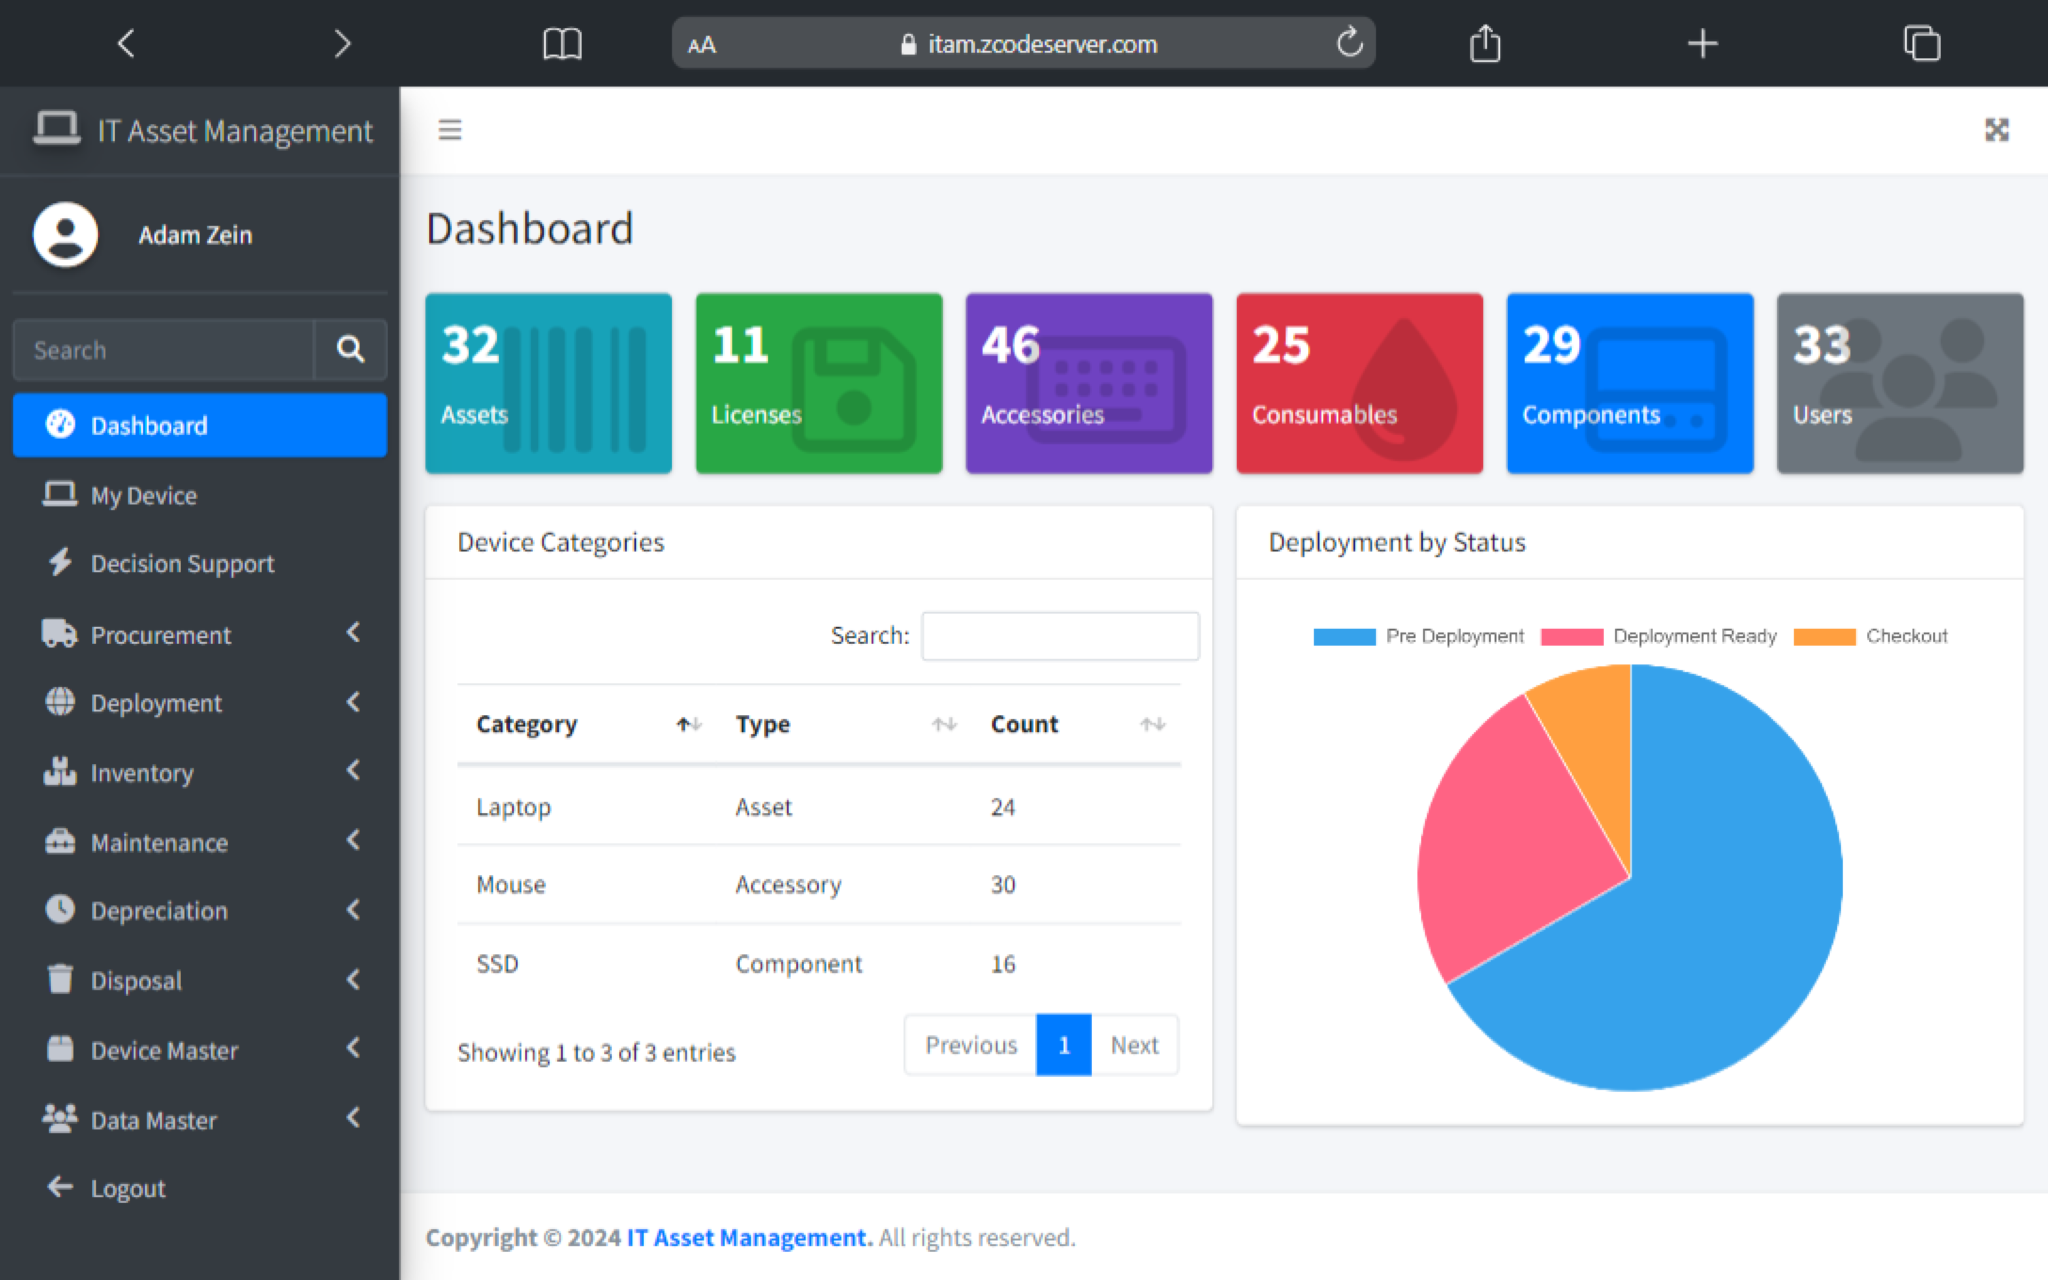 AA itam.zcodeserver.com
IT Asset Management
Adam Zein
Search
Dashboard
My Device
Decision Support
Procurement
Deployment
Inventory
Maintenance
Depreciation
Disposal
Device Master
Data Master
Logout
Dashboard
32
Assets
11
Licenses
46
Accessories
25
Consumables
29
Components
33
Users
Device Categories
Search:
Category Type Count
Laptop Asset 24
Mouse Accessory 30
SSD Component 16
Showing 1 to 3 of 3 entries
Previous 1 Next
Deployment by Status
Pre Deployment Deployment Ready Checkout
Copyright © 2024 IT Asset Management. All rights reserved.